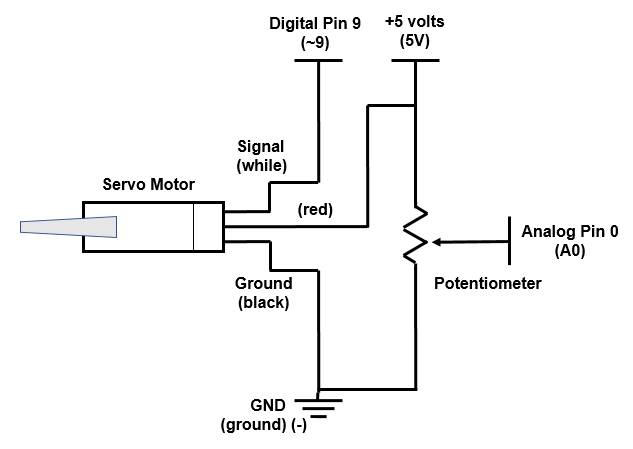 Digital Pin 9
(~9)
+5 volts
(5V)
Signal
(while)
Servo Motor
(red)
Analog Pin 0
(A0)
Ground
(black)
Potentiometer
GND
(ground) (-)